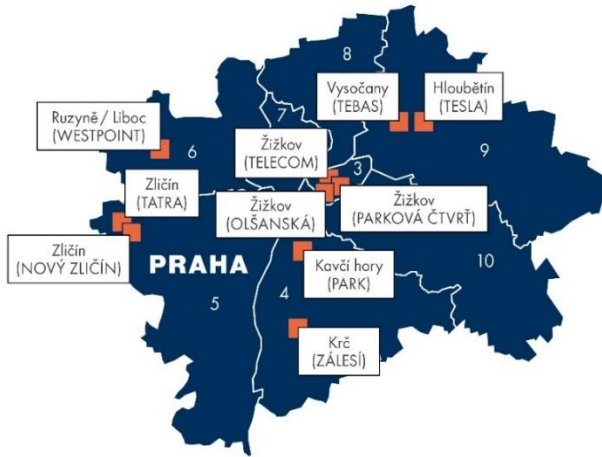 8
Vysočany
(TEBAS)
Hloubětín
(TESLA)
Ruzyně / Liboc
(WESTPOINT)
7
6
Žižkov
(TELECOM)
3
9
Zličín
(TATRA)
Žižkov
(OLŠANSKÁ)
Žižkov
(PARKOVÁ ČTVRŤ)
Zličín
(NOVÝ ZLIČÍN)
PRAHA
Kavčí hory
(PARK)
10
5
4
Krč
(ZÁLESÍ)